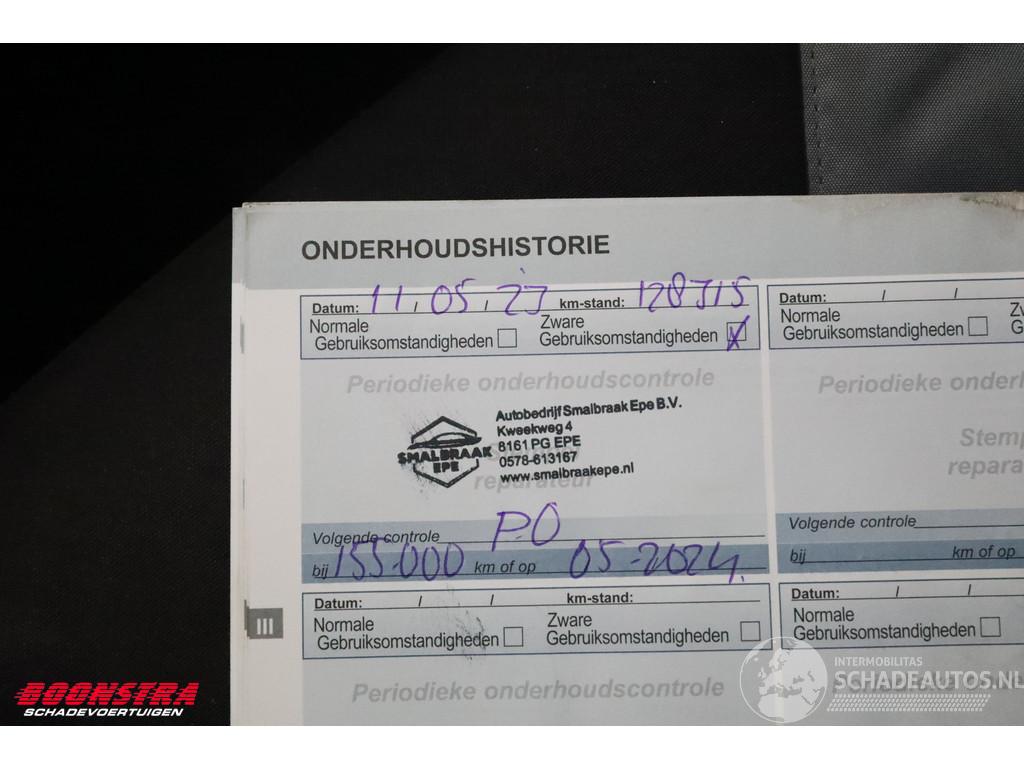 ONDERHOUDSHISTORIE
Datum: 11 / 05 / 23 km-stand: 128315
Normale Gebruiksomstandigheden
Zware Gebruiksomstandigheden
Periodieke onderhoudscontrole
SMALBRAAK
EPE
Autobedrijf Smalbraak Epe B.V.
Kweekweg 4
8161 PG EPE
0578-613167
www.smalbraakepe.nl
reparateur
Volgende controle P.O
bij 155.000 km of op 05-2024.
Datum: / / km-stand:
Normale Gebruiksomstandigheden
Zware Gebruiksomstandigheden
Periodieke onderhoudscontrole
Datum: / /
Normale Gebruiksomstandigheden
Periodieke onderh
Stemp
repara
Volgende controle
bij km of op
Datum: / /
Normale Gebruiksomstandigheden
III
BOONSTRA
SCHADEVOERTUIGEN
INTERMOBILITAS
SCHADEAUTOS.NL